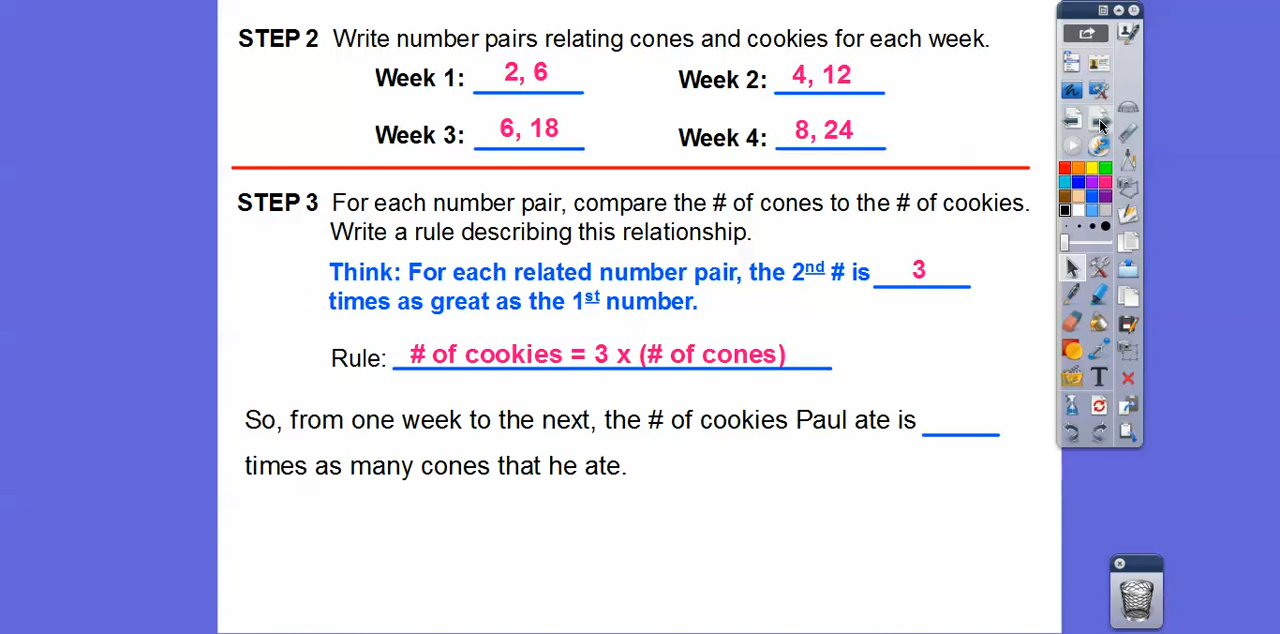 STEP 2 Write number pairs relating cones and cookies for each week.
Week 1: 2, 6 Week 2: 4, 12
Week 3: 6, 18 Week 4: 8, 24
STEP 3 For each number pair, compare the # of cones to the # of cookies.
Write a rule describing this relationship.
Think: For each related number pair, the 2nd # is 3
times as great as the 1st number.
Rule: # of cookies = 3 x (# of cones)
So, from one week to the next, the # of cookies Paul ate is ____
times as many cones that he ate.
T